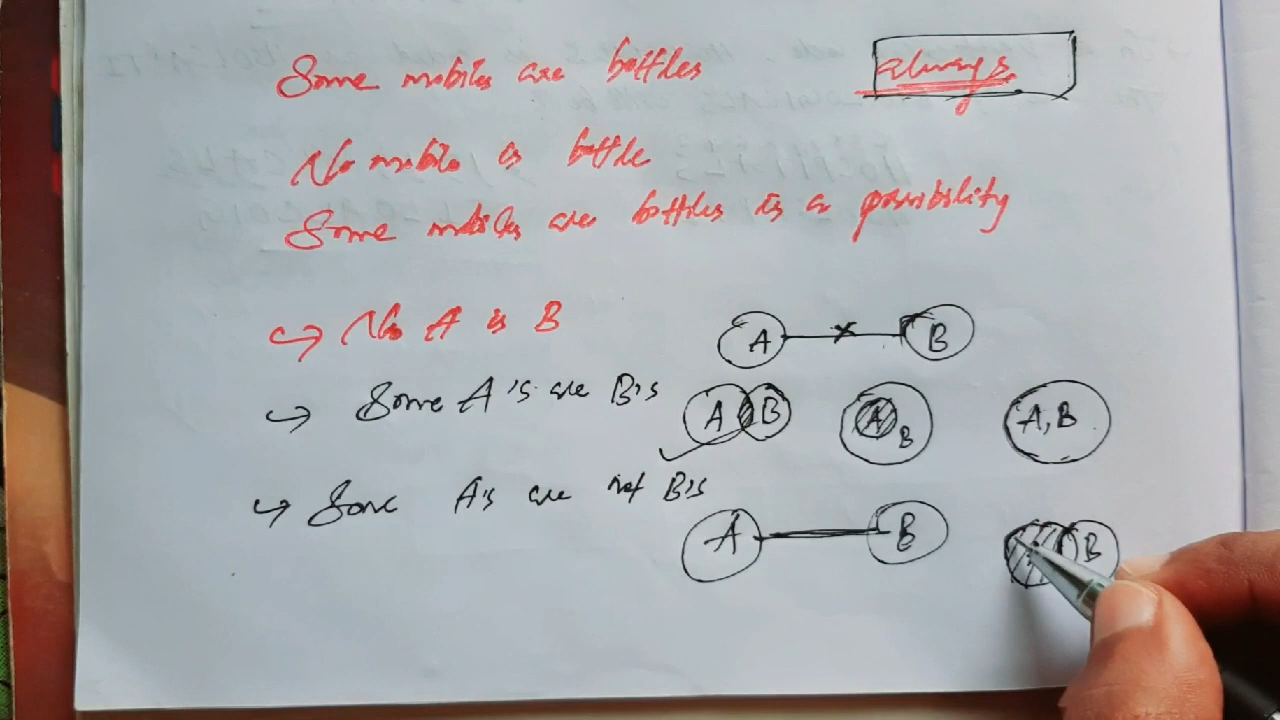 Some mobiles are bottles
always.
No mobile is bottle
Some mobiles are bottles is a possibility
↪ No A is B
A x B
↪ Some A's are B's
A B
A B
A, B
↪ Some A's are not B's
A B
B